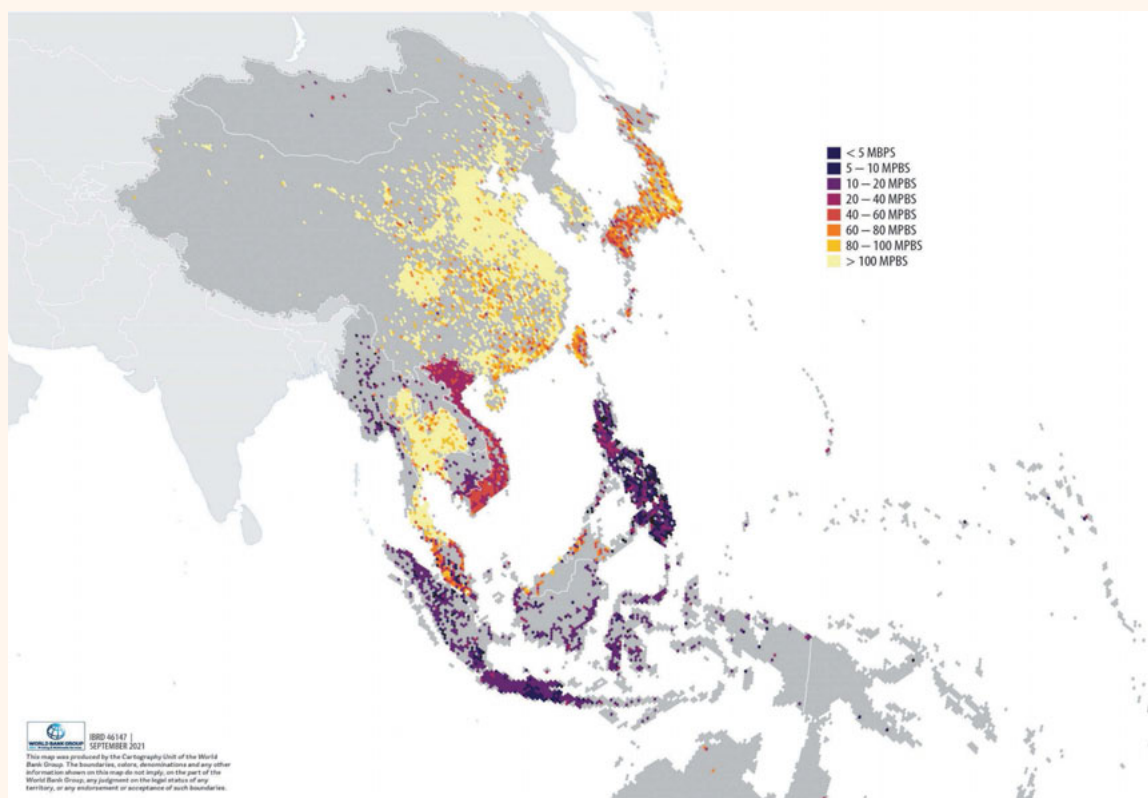 < 5 MBPS
5 – 10 MPBS
10 – 20 MPBS
20 – 40 MPBS
40 – 60 MPBS
60 – 80 MPBS
80 – 100 MPBS
> 100 MPBS
WORLD BANK GROUP
IBRD 46147 |
SEPTEMBER 2021
This map was produced by the Cartography Unit of the World
Bank Group. The boundaries, colors, denominations and any other
information shown on this map do not imply, on the part of the
World Bank Group, any judgment on the legal status of any
territory, or any endorsement or acceptance of such boundaries.